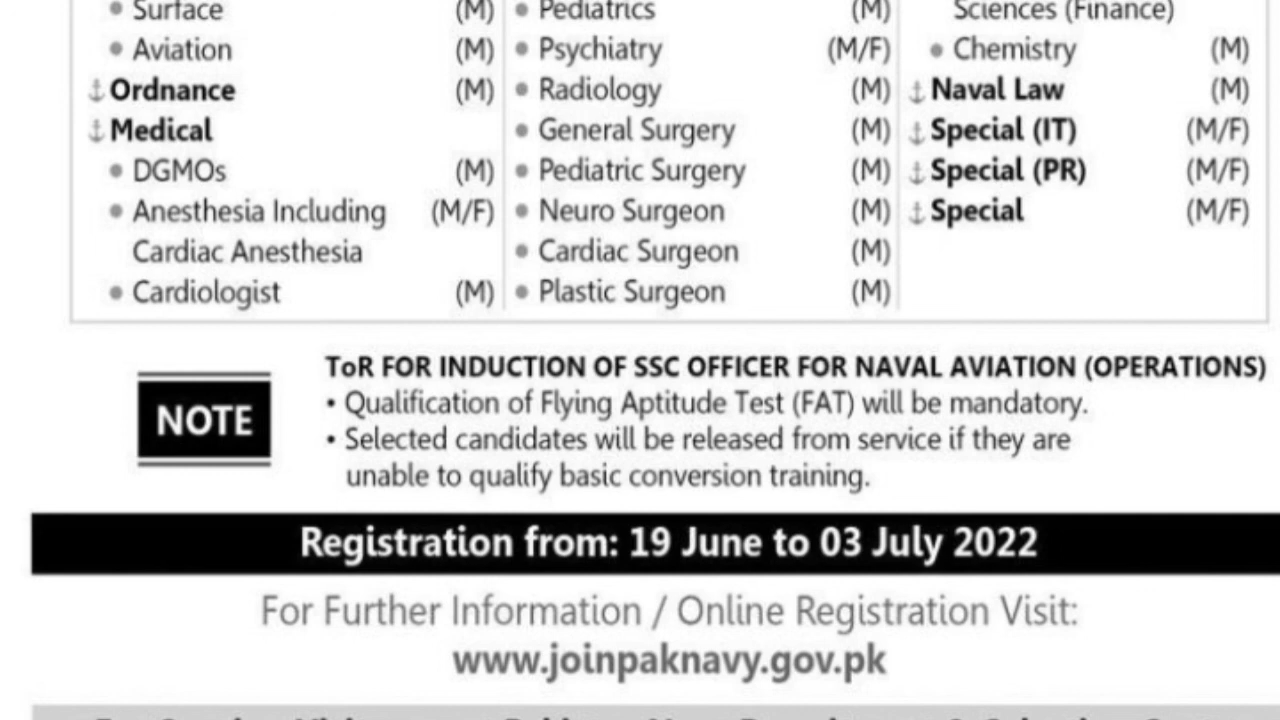 Surface (M)
Aviation (M)
Ordnance (M)
Medical
DGMOs (M)
Anesthesia Including (M/F)
Cardiac Anesthesia
Cardiologist (M)
Pediatrics (M)
Psychiatry (M/F)
Radiology (M)
General Surgery (M)
Pediatric Surgery (M)
Neuro Surgeon (M)
Cardiac Surgeon (M)
Plastic Surgeon (M)
Sciences (Finance)
Chemistry (M)
Naval Law (M)
Special (IT) (M/F)
Special (PR) (M/F)
Special (M/F)
NOTE
ToR FOR INDUCTION OF SSC OFFICER FOR NAVAL AVIATION (OPERATIONS)
• Qualification of Flying Aptitude Test (FAT) will be mandatory.
• Selected candidates will be released from service if they are
unable to qualify basic conversion training.
Registration from: 19 June to 03 July 2022
For Further Information / Online Registration Visit:
www.joinpaknavy.gov.pk